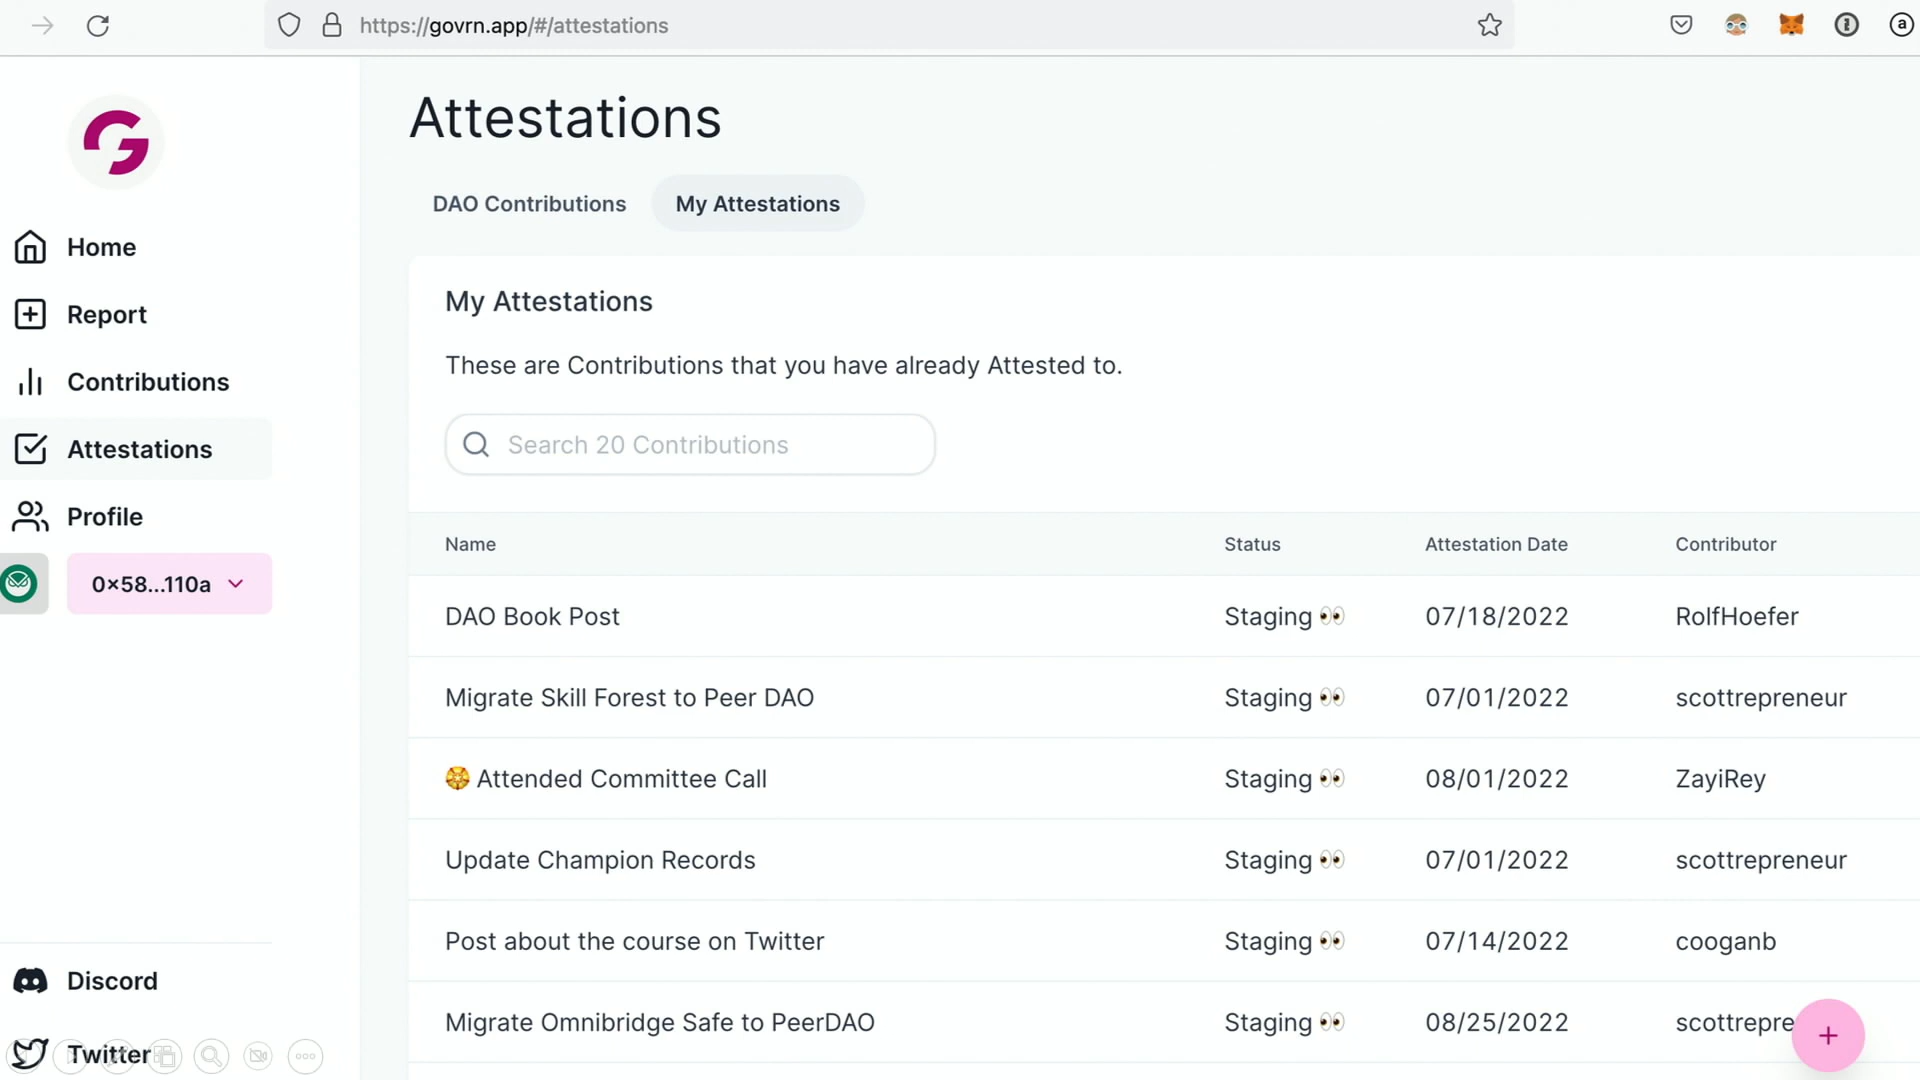 https://govrn.app/#/attestations
Attestations
DAO Contributions
My Attestations
Home
Report
Contributions
Attestations
Profile
0×58...110a
Discord
Twitter
My Attestations
These are Contributions that you have already Attested to.
Search 20 Contributions
Name Status Attestation Date Contributor
DAO Book Post Staging 👀 07/18/2022 RolfHoefer
Migrate Skill Forest to Peer DAO Staging 👀 07/01/2022 scottrepreneur
Attended Committee Call Staging 👀 08/01/2022 ZayiRey
Update Champion Records Staging 👀 07/01/2022 scottrepreneur
Post about the course on Twitter Staging 👀 07/14/2022 cooganb
Migrate Omnibridge Safe to PeerDAO Staging 👀 08/25/2022 scottrepre
+